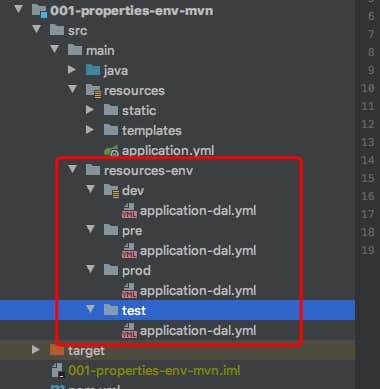 001-properties-env-mvn
src
main
java
resources
static
templates
application.yml
resources-env
dev
application-dal.yml
pre
application-dal.yml
prod
application-dal.yml
test
application-dal.yml
target
001-properties-env-mvn.iml
pom.xml
6
7
8
9
10
11
12
13
14
15
16
17
18
19